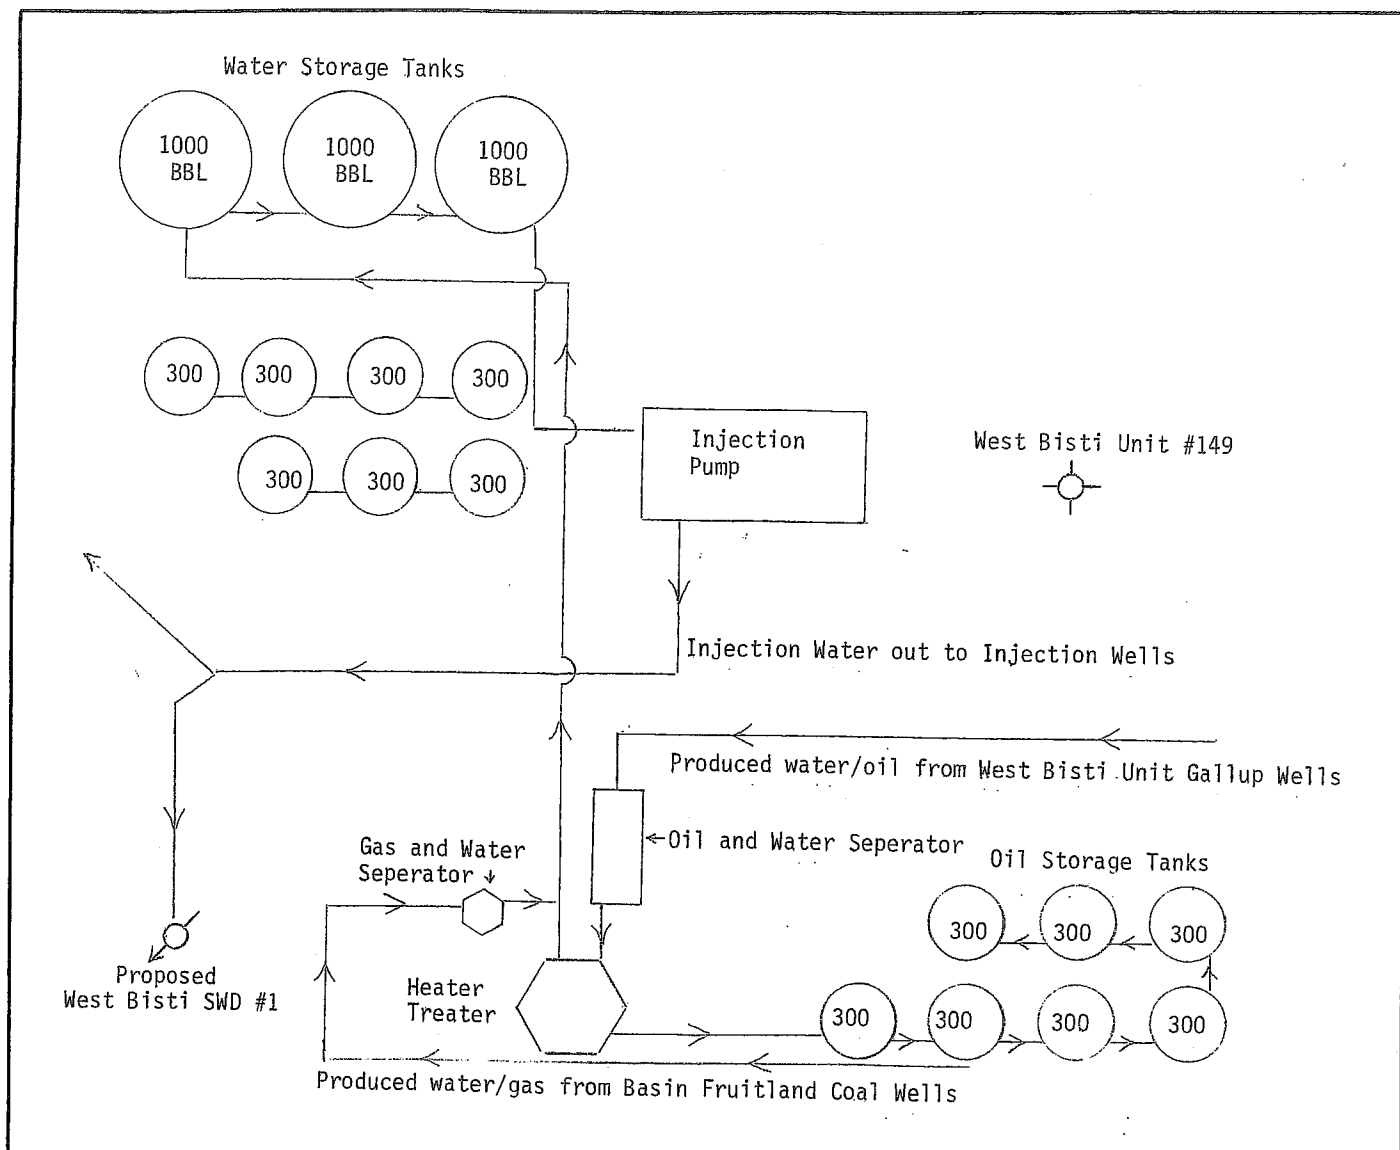 Water Storage Tanks
1000
BBL
1000
BBL
1000
BBL
300
300
300
300
300
300
300
Injection
Pump
West Bisti Unit #149
Injection Water out to Injection Wells
Produced water/oil from West Bisti Unit Gallup Wells
Gas and Water
Seperator
Oil and Water Seperator
Oil Storage Tanks
300
300
300
Proposed
West Bisti SWD #1
Heater
Treater
300
300
300
300
Produced water/gas from Basin Fruitland Coal Wells